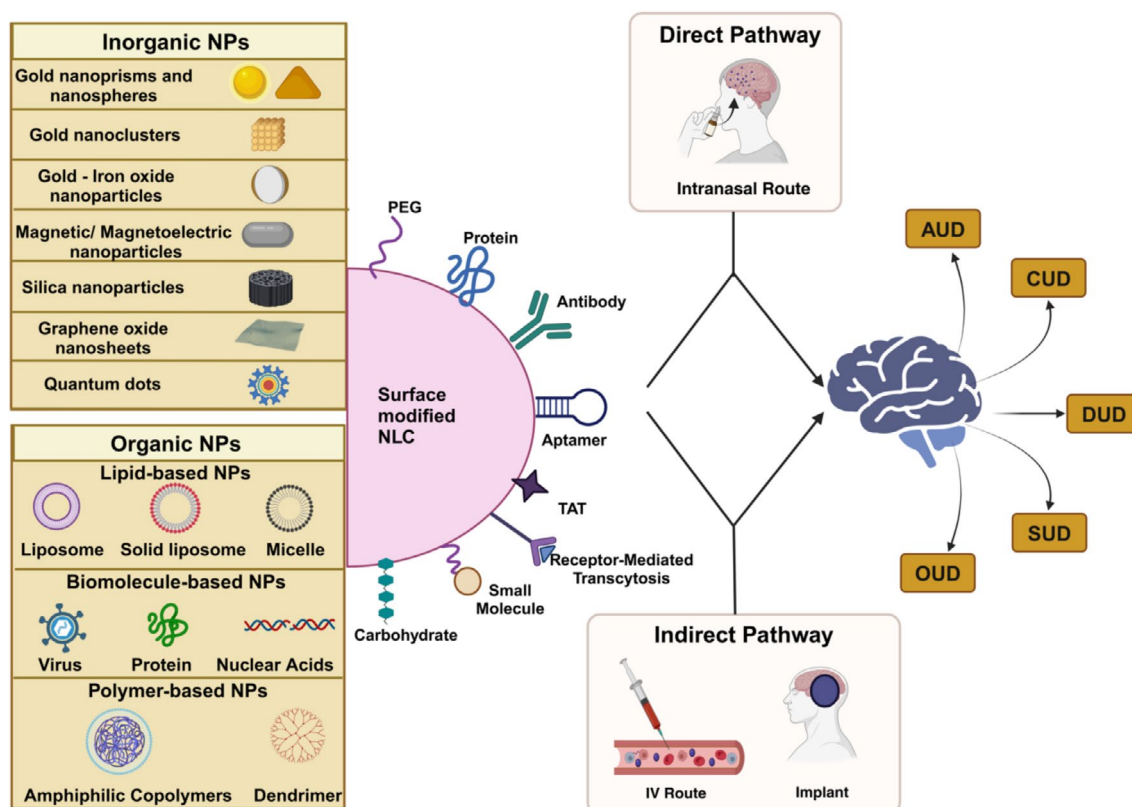 Inorganic NPs
Gold nanoprisms and
nanospheres
Gold nanoclusters
Gold - Iron oxide
nanoparticles
Magnetic/ Magnetoelectric
nanoparticles
Silica nanoparticles
Graphene oxide
nanosheets
Quantum dots
Organic NPs
Lipid-based NPs
Liposome
Solid liposome
Micelle
Biomolecule-based NPs
Virus
Protein
Nuclear Acids
Polymer-based NPs
Amphiphilic Copolymers
Dendrimer
Surface
modified
NLC
PEG
Protein
Antibody
Aptamer
TAT
Receptor-Mediated
Transcytosis
Small
Molecule
Carbohydrate
Direct Pathway
Intranasal Route
Indirect Pathway
IV Route
Implant
AUD
CUD
DUD
SUD
OUD